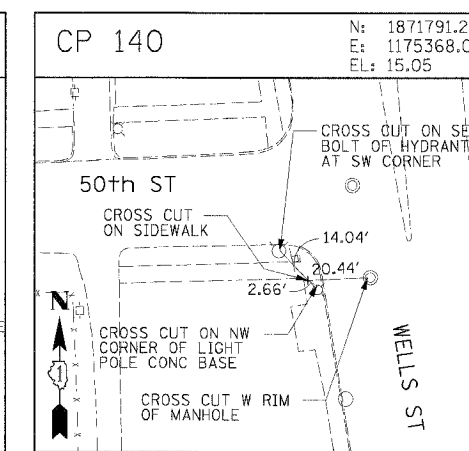 CP 140
N: 1871791.2
E: 1175368.0
EL: 15.05
CROSS CUT ON SE
BOLT OF HYDRANT
AT SW CORNER
50th ST
CROSS CUT
ON SIDEWALK
14.04'
20.44'
2.66'
N
1
CROSS CUT ON NW
CORNER OF LIGHT
POLE CONC BASE
WELLS ST
CROSS CUT W RIM
OF MANHOLE